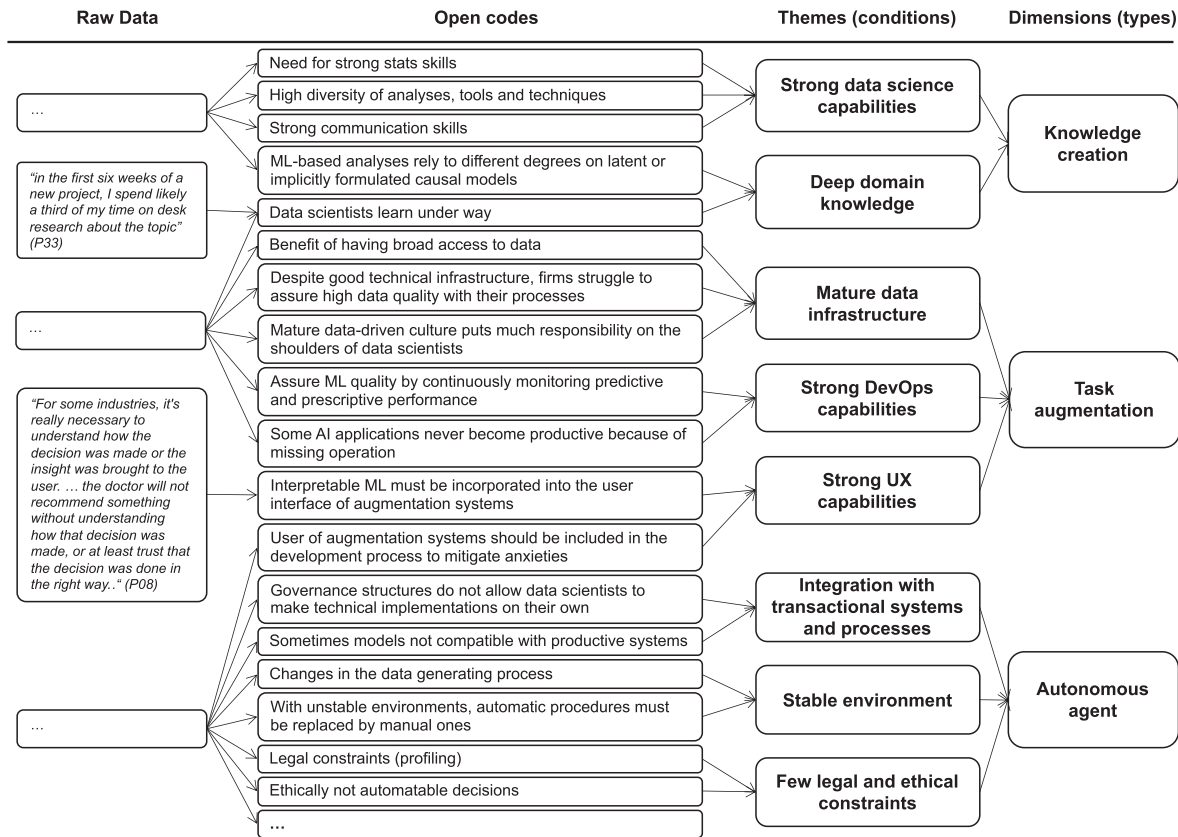 Raw Data
Open codes
Themes (conditions)
Dimensions (types)
…
“in the first six weeks of a
new project, I spend likely
a third of my time on desk
research about the topic”
(P33)
…
“For some industries, it's
really necessary to
understand how the
decision was made or the
insight was brought to the
user. … the doctor will not
recommend something
without understanding
how that decision was
made, or at least trust that
the decision was done in
the right way..“ (P08)
…
Need for strong stats skills
High diversity of analyses, tools and techniques
Strong communication skills
ML-based analyses rely to different degrees on latent or
implicitly formulated causal models
Data scientists learn under way
Benefit of having broad access to data
Despite good technical infrastructure, firms struggle to
assure high data quality with their processes
Mature data-driven culture puts much responsibility on the
shoulders of data scientists
Assure ML quality by continuously monitoring predictive
and prescriptive performance
Some AI applications never become productive because of
missing operation
Interpretable ML must be incorporated into the user
interface of augmentation systems
User of augmentation systems should be included in the
development process to mitigate anxieties
Governance structures do not allow data scientists to
make technical implementations on their own
Sometimes models not compatible with productive systems
Changes in the data generating process
With unstable environments, automatic procedures must
be replaced by manual ones
Legal constraints (profiling)
Ethically not automatable decisions
...
Strong data science
capabilities
Deep domain
knowledge
Mature data
infrastructure
Strong DevOps
capabilities
Strong UX
capabilities
Integration with
transactional systems
and processes
Stable environment
Few legal and ethical
constraints
Knowledge
creation
Task
augmentation
Autonomous
agent